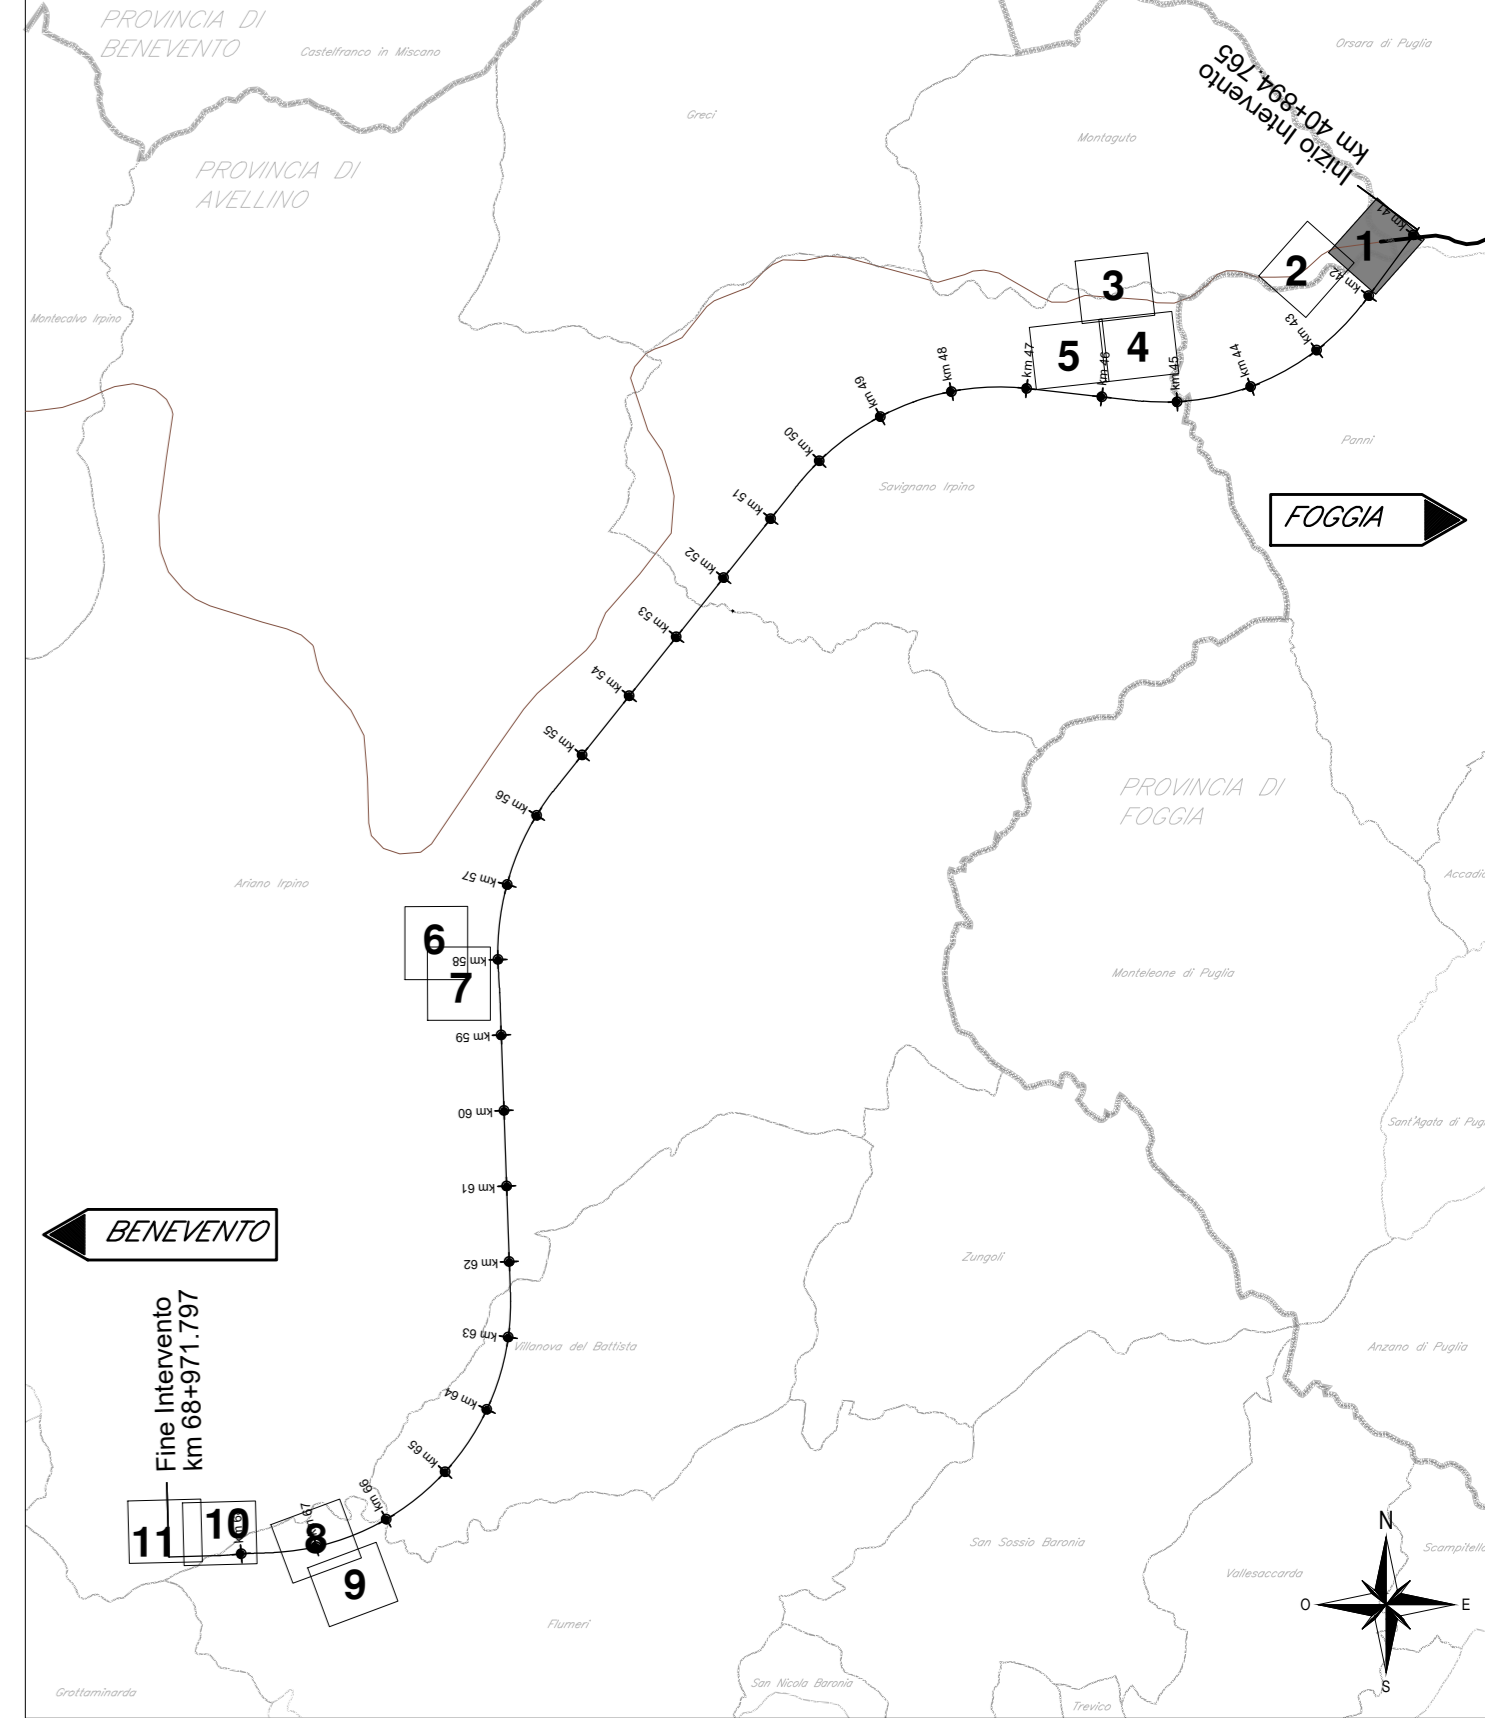 PROVINCIA DI
BENEVENTO
Castelfranco in Miscano
Orsara di Puglia
Greci
Montaguto
Inizio Intervento
km 40+894.765
PROVINCIA DI
AVELLINO
Montecalvo Irpino
km 41
1
2
km 42
3
4
5
km 43
km 44
km 45
km 46
km 47
km 48
km 49
km 50
km 51
km 52
km 53
km 54
km 55
km 56
km 57
Panni
Savignano Irpino
FOGGIA
PROVINCIA DI
FOGGIA
Ariano Irpino
Accadia
6
7
km 58
km 59
km 60
km 61
km 62
km 63
km 64
km 65
km 66
Monteleone di Puglia
Sant'Agata di Pug
BENEVENTO
Zungoli
Villanova del Battista
Anzano di Puglia
Fine Intervento
km 68+971.797
11
10
8
9
San Sossio Baronia
Vallesaccarda
Scampitella
Flumeri
Grottaminarda
San Nicola Baronia
Trevico
N
O
E
S